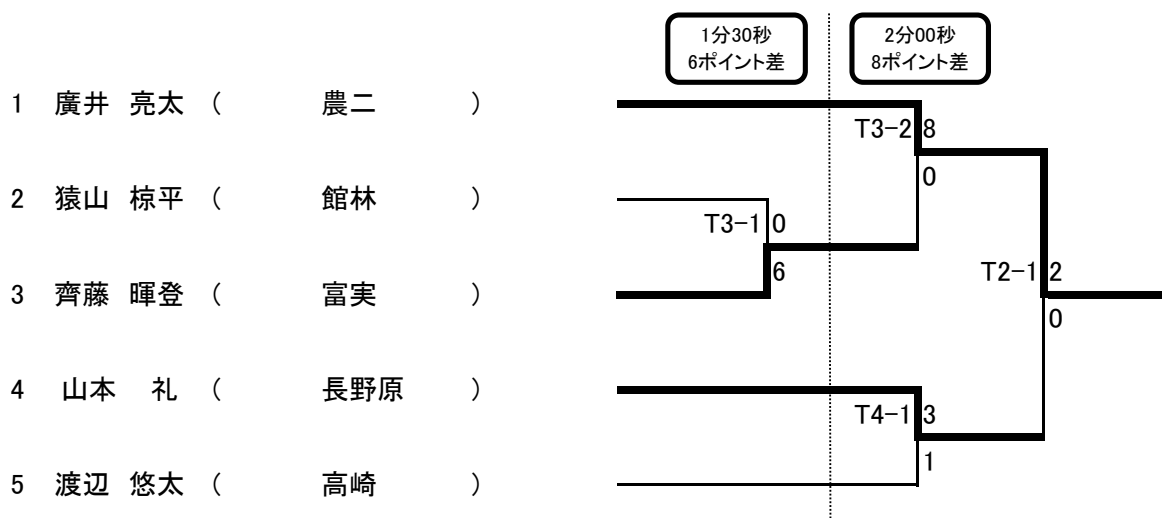 1分30秒
6ポイント差
2分00秒
8ポイント差
1 廣井 亮太 ( 農二 )
T3-2 8
0
2 猿山 椋平 ( 館林 )
T3-1 0
6
3 齊藤 暉登 ( 富実 )
T2-1 2
0
4 山本 礼 ( 長野原 )
T4-1 3
1
5 渡辺 悠太 ( 高崎 )